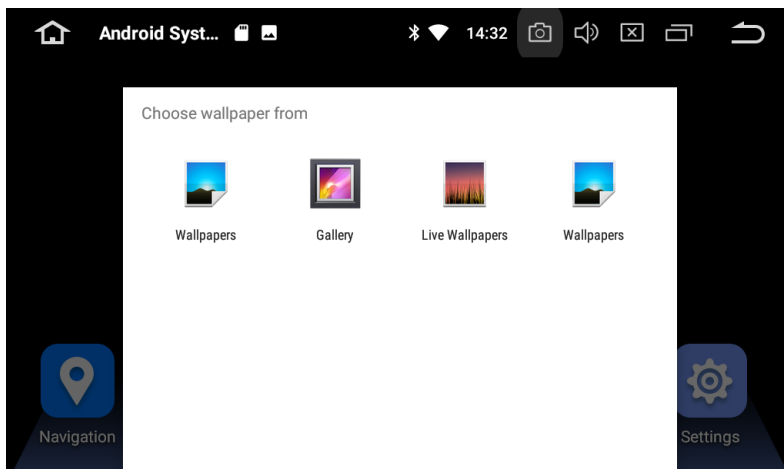 Android Syst... 14:32
Choose wallpaper from
Wallpapers Gallery Live Wallpapers Wallpapers
Navigation Settings